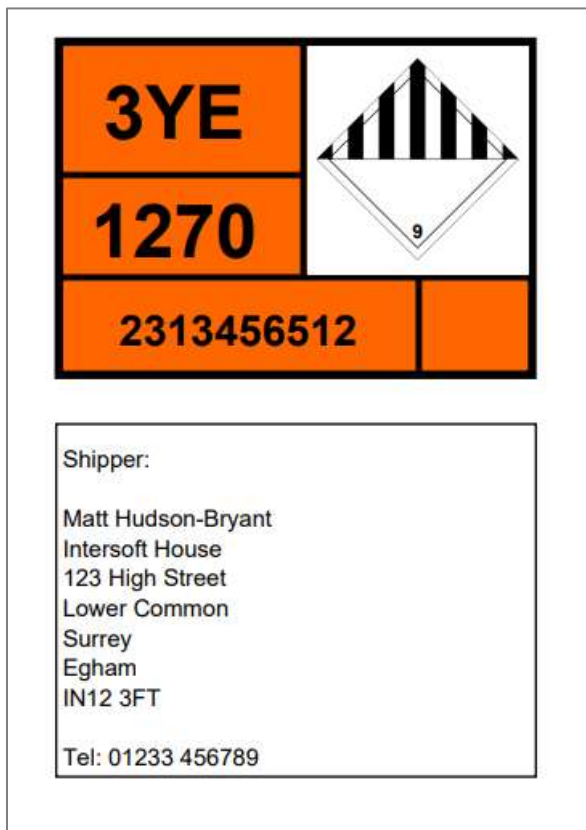 3YE
9
1270
2313456512
Shipper:
Matt Hudson-Bryant
Intersoft House
123 High Street
Lower Common
Surrey
Egham
IN12 3FT
Tel: 01233 456789